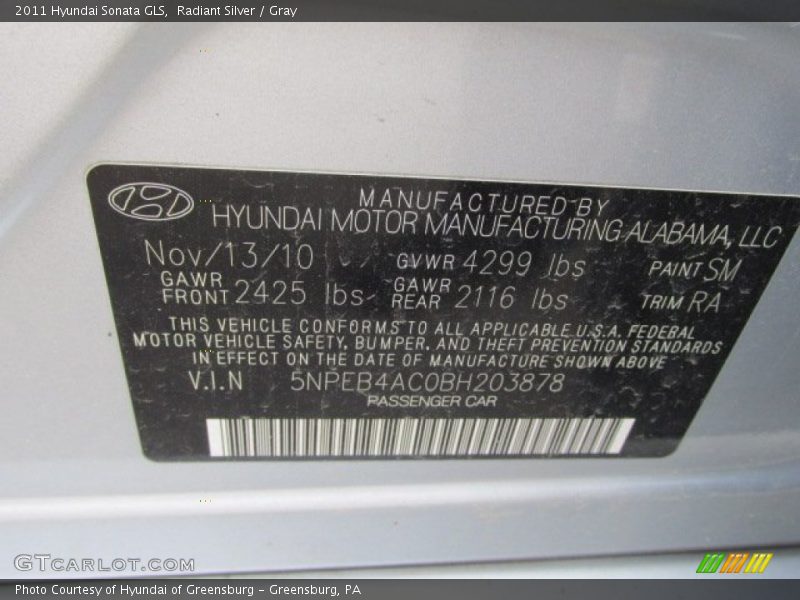 2011 Hyundai Sonata GLS, Radiant Silver / Gray
MANUFACTURED BY
HYUNDAI MOTOR MANUFACTURING ALABAMA, LLC
Nov/13/10 GVWR 4299 lbs PAINT SM
GAWR FRONT 2425 lbs GAWR REAR 2116 lbs TRIM RA
THIS VEHICLE CONFORMS TO ALL APPLICABLE U.S.A. FEDERAL
MOTOR VEHICLE SAFETY, BUMPER, AND THEFT PREVENTION STANDARDS
IN EFFECT ON THE DATE OF MANUFACTURE SHOWN ABOVE
V.I.N 5NPEB4AC0BH203878
PASSENGER CAR
GTCARLOT.COM
Photo Courtesy of Hyundai of Greensburg – Greensburg, PA